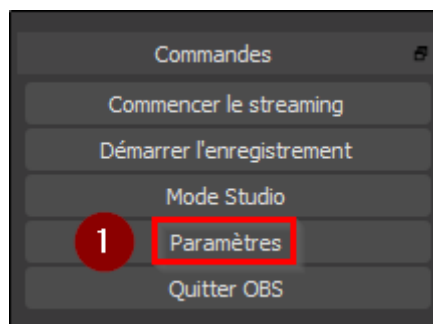 Commandes
Commencer le streaming
Démarrer l'enregistrement
Mode Studio
1 Paramètres
Quitter OBS